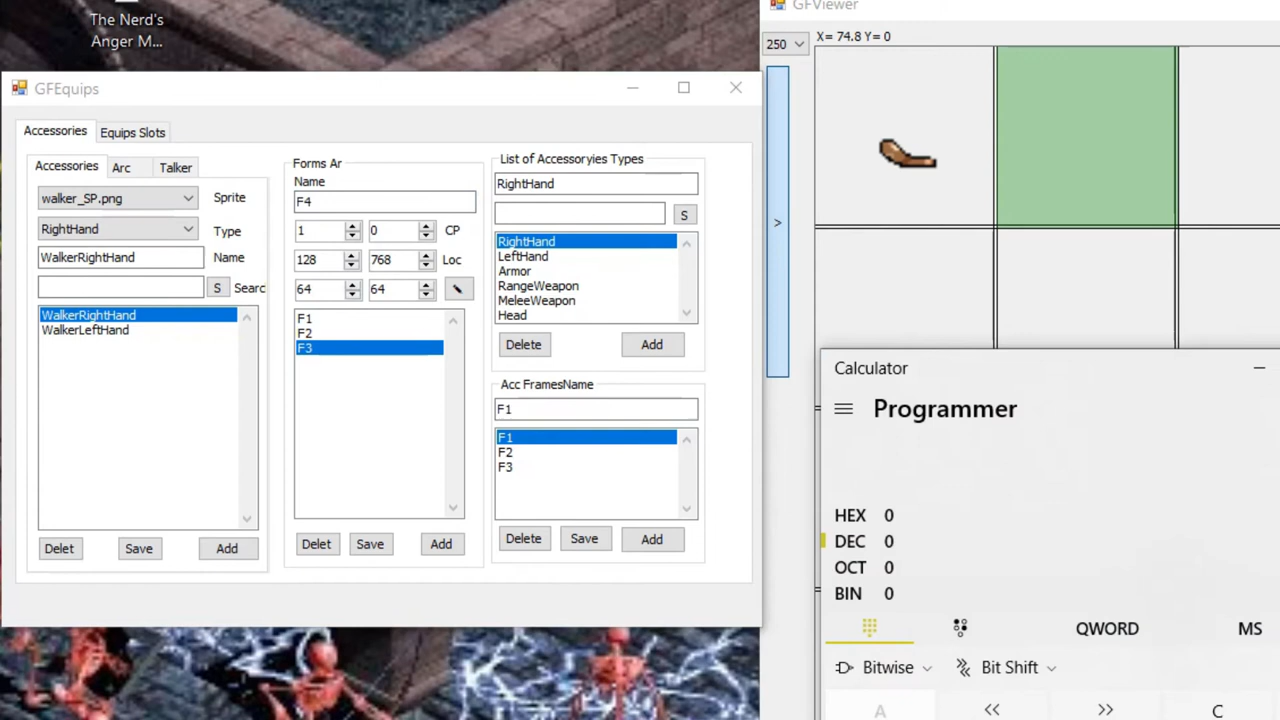 The Nerd's
Anger M...
GFEquips
Accessories
Equips Slots
Accessories
Arc
Talker
walker_SP.png
Sprite
RightHand
Type
WalkerRightHand
Name
S
Searc
WalkerRightHand
WalkerLeftHand
Delet
Save
Add
Forms Ar
Name
F4
1
0
CP
128
768
Loc
64
64
F1
F2
F3
Delet
Save
Add
List of Accessoryies Types
RightHand
S
RightHand
LeftHand
Armor
RangeWeapon
MeleeWeapon
Head
Delete
Add
Acc FramesName
F1
F1
F2
F3
Delete
Save
Add
GFViewer
250
X= 74.8 Y= 0
>
Calculator
Programmer
HEX 0
DEC 0
OCT 0
BIN 0
QWORD
MS
Bitwise
Bit Shift
A
<<
>>
C